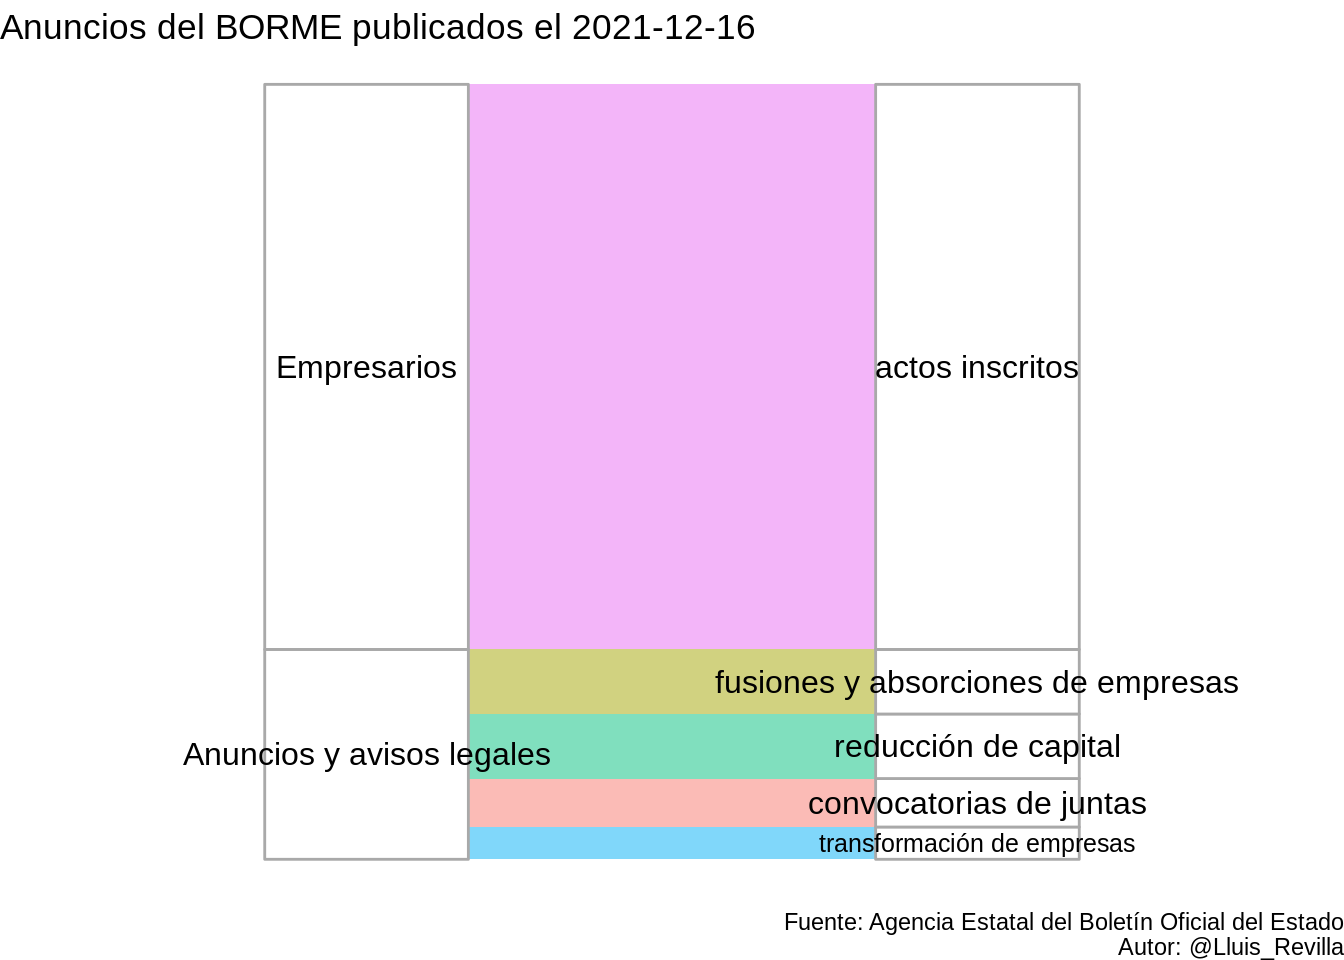 Anuncios del BORME publicados el 2021-12-16
Empresarios
actos inscritos
fusiones y absorciones de empresas
Anuncios y avisos legales
reducción de capital
convocatorias de juntas
transformación de empresas
Fuente: Agencia Estatal del Boletín Oficial del Estado
Autor: @Lluis_Revilla